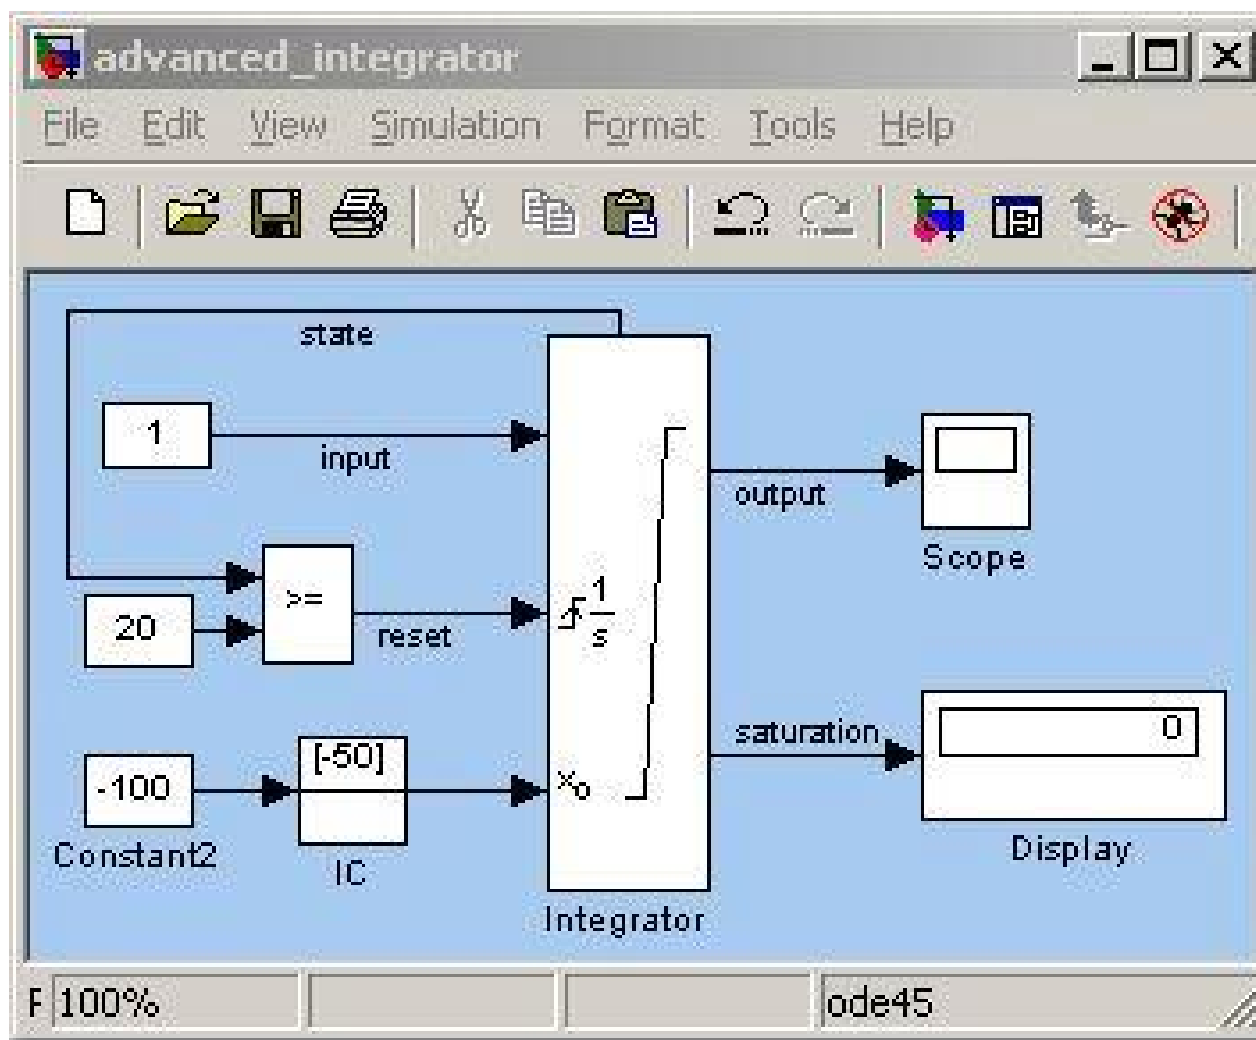 advanced_integrator
File Edit View Simulation Format Tools Help
state
1
input
output
Scope
20
>=
reset
1
s
-100
Constant2
[-50]
IC
x0
Integrator
saturation
0
Display
F 100% ode45